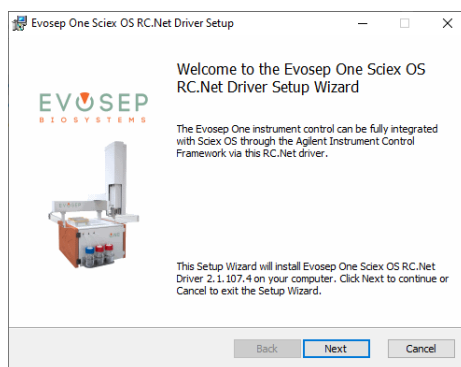 Evosep One Sciex OS RC.Net Driver Setup
Welcome to the Evosep One Sciex OS
RC.Net Driver Setup Wizard
EVOSEP
BIOSYSTEMS
The Evosep One instrument control can be fully integrated
with Sciex OS through the Agilent Instrument Control
Framework via this RC.Net driver.
EVOSEP
This Setup Wizard will install Evosep One Sciex OS RC.Net
Driver 2.1.107.4 on your computer. Click Next to continue or
Cancel to exit the Setup Wizard.
Back
Next
Cancel